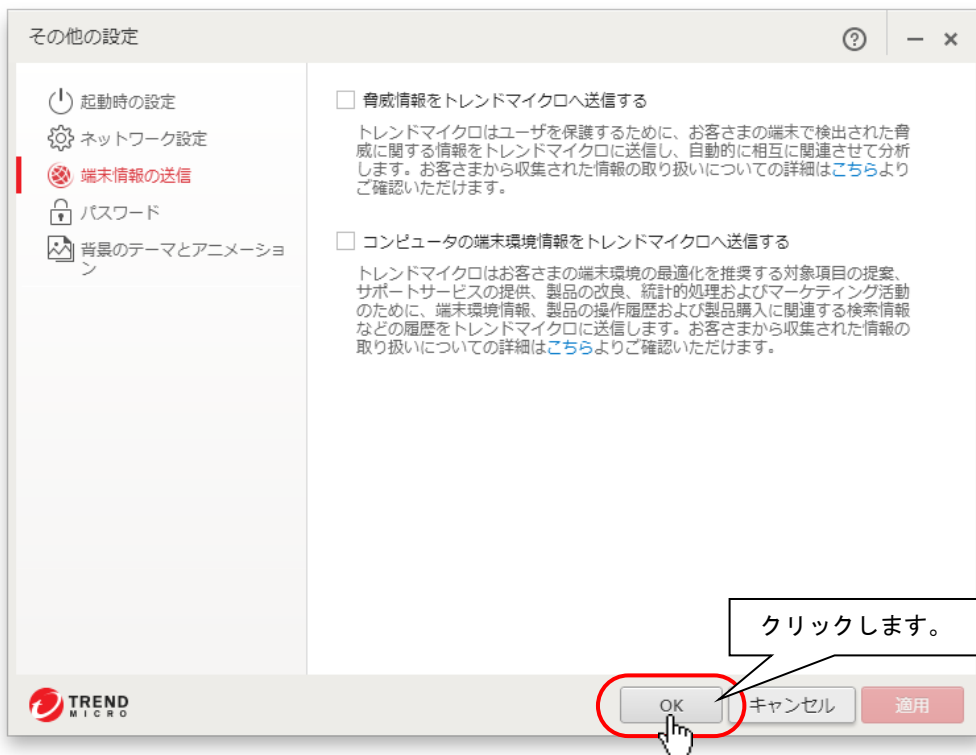 その他の設定
起動時の設定
ネットワーク設定
端末情報の送信
パスワード
背景のテーマとアニメーショ
ン
脅威情報をトレンドマイクロへ送信する
トレンドマイクロはユーザを保護するために、お客さまの端末で検出された脅
威に関する情報をトレンドマイクロに送信し、自動的に相互に関連させて分析
します。お客さまから収集された情報の取り扱いについての詳細はこちらより
ご確認いただけます。
コンピュータの端末環境情報をトレンドマイクロへ送信する
トレンドマイクロはお客さまの端末環境の最適化を推奨する対象項目の提案、
サポートサービスの提供、製品の改良、統計的処理およびマーケティング活動
のために、端末環境情報、製品の操作履歴および製品購入に関連する検索情報
などの履歴をトレンドマイクロに送信します。お客さまから収集された情報の
取り扱いについての詳細はこちらよりご確認いただけます。
クリックします。
TREND
MICRO
OK
キャンセル
適用